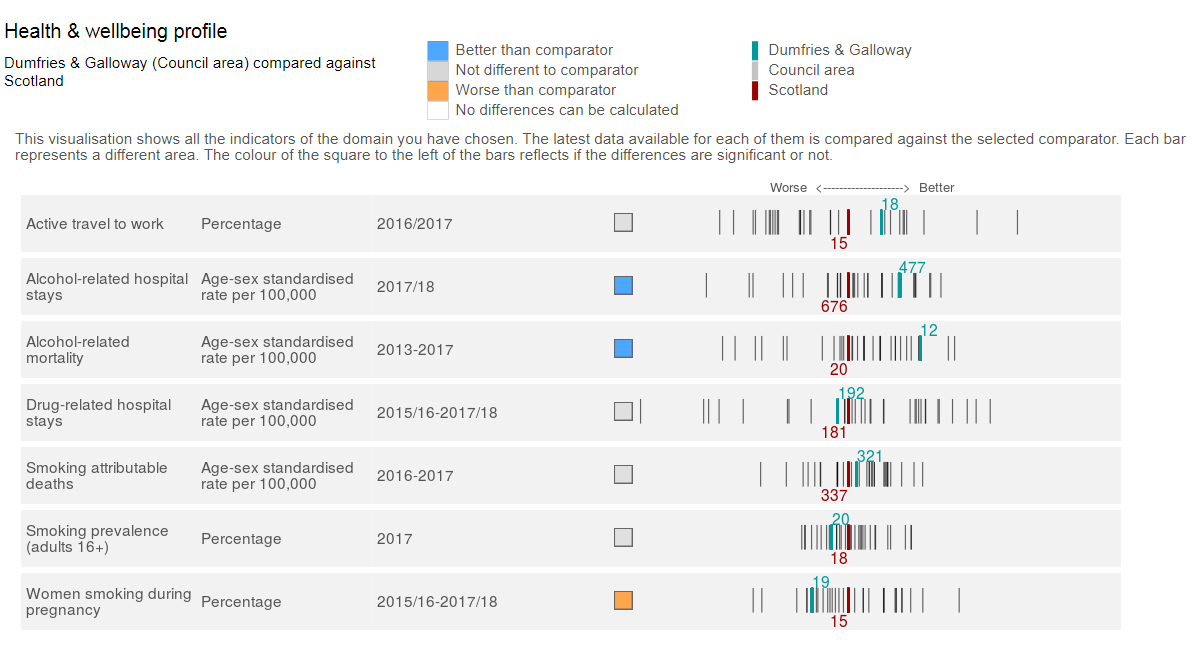 Health & wellbeing profile
Dumfries & Galloway (Council area) compared against
Scotland
Better than comparator
Not different to comparator
Worse than comparator
No differences can be calculated
Dumfries & Galloway
Council area
Scotland
This visualisation shows all the indicators of the domain you have chosen. The latest data available for each of them is compared against the selected comparator. Each bar
represents a different area. The colour of the square to the left of the bars reflects if the differences are significant or not.
Worse <--------------------> Better
Active travel to work Percentage 2016/2017 18
15
Alcohol-related hospital Age-sex standardised 477
stays rate per 100,000 2017/18
676
Alcohol-related Age-sex standardised 12
mortality rate per 100,000 2013-2017
20
Drug-related hospital Age-sex standardised 192
stays rate per 100,000 2015/16-2017/18
181
Smoking attributable Age-sex standardised 321
deaths rate per 100,000 2016-2017
337
Smoking prevalence 20
(adults 16+) Percentage 2017
18
Women smoking during 19
pregnancy Percentage 2015/16-2017/18
15